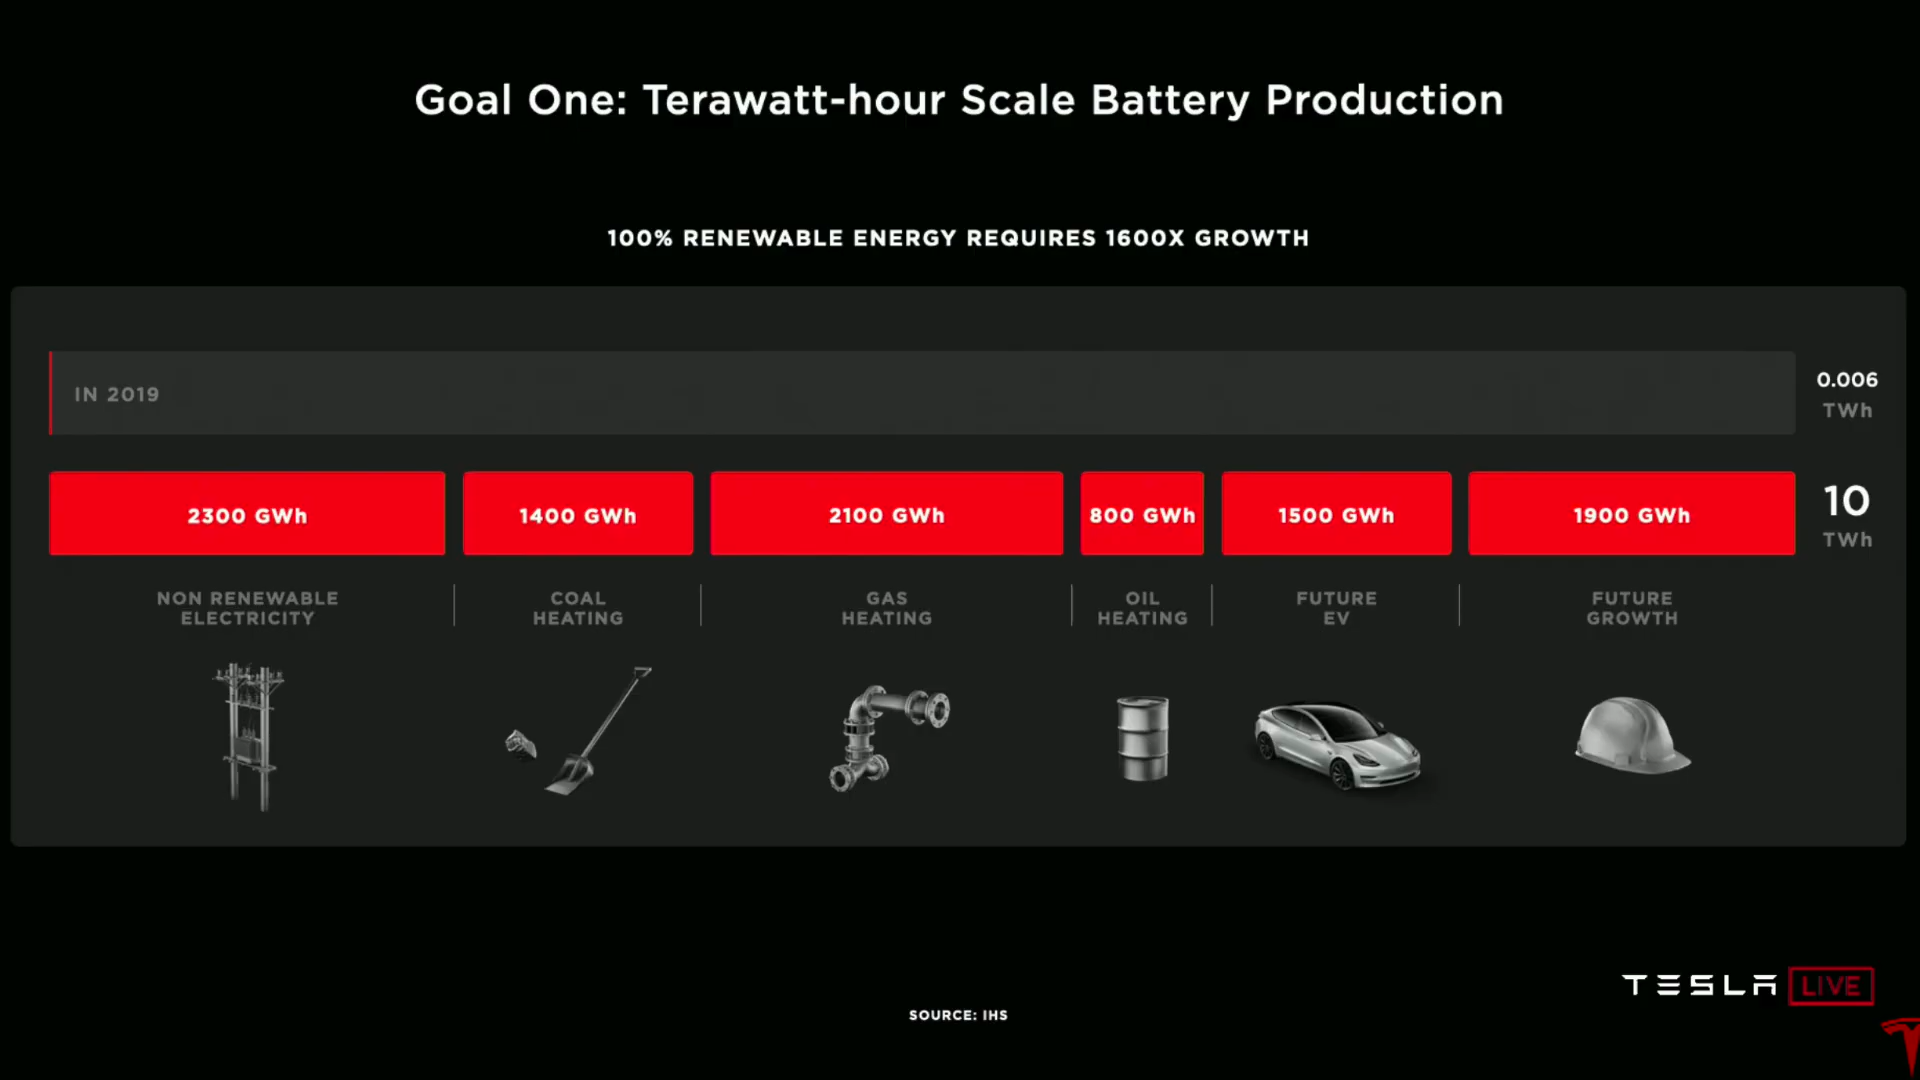 Goal One: Terawatt-hour Scale Battery Production
100% RENEWABLE ENERGY REQUIRES 1600X GROWTH
IN 2019
0.006
TWh
2300 GWh
1400 GWh
2100 GWh
800 GWh
1500 GWh
1900 GWh
10
TWh
NON RENEWABLE
ELECTRICITY
COAL
HEATING
GAS
HEATING
OIL
HEATING
FUTURE
EV
FUTURE
GROWTH
TESLA LIVE
SOURCE: IHS